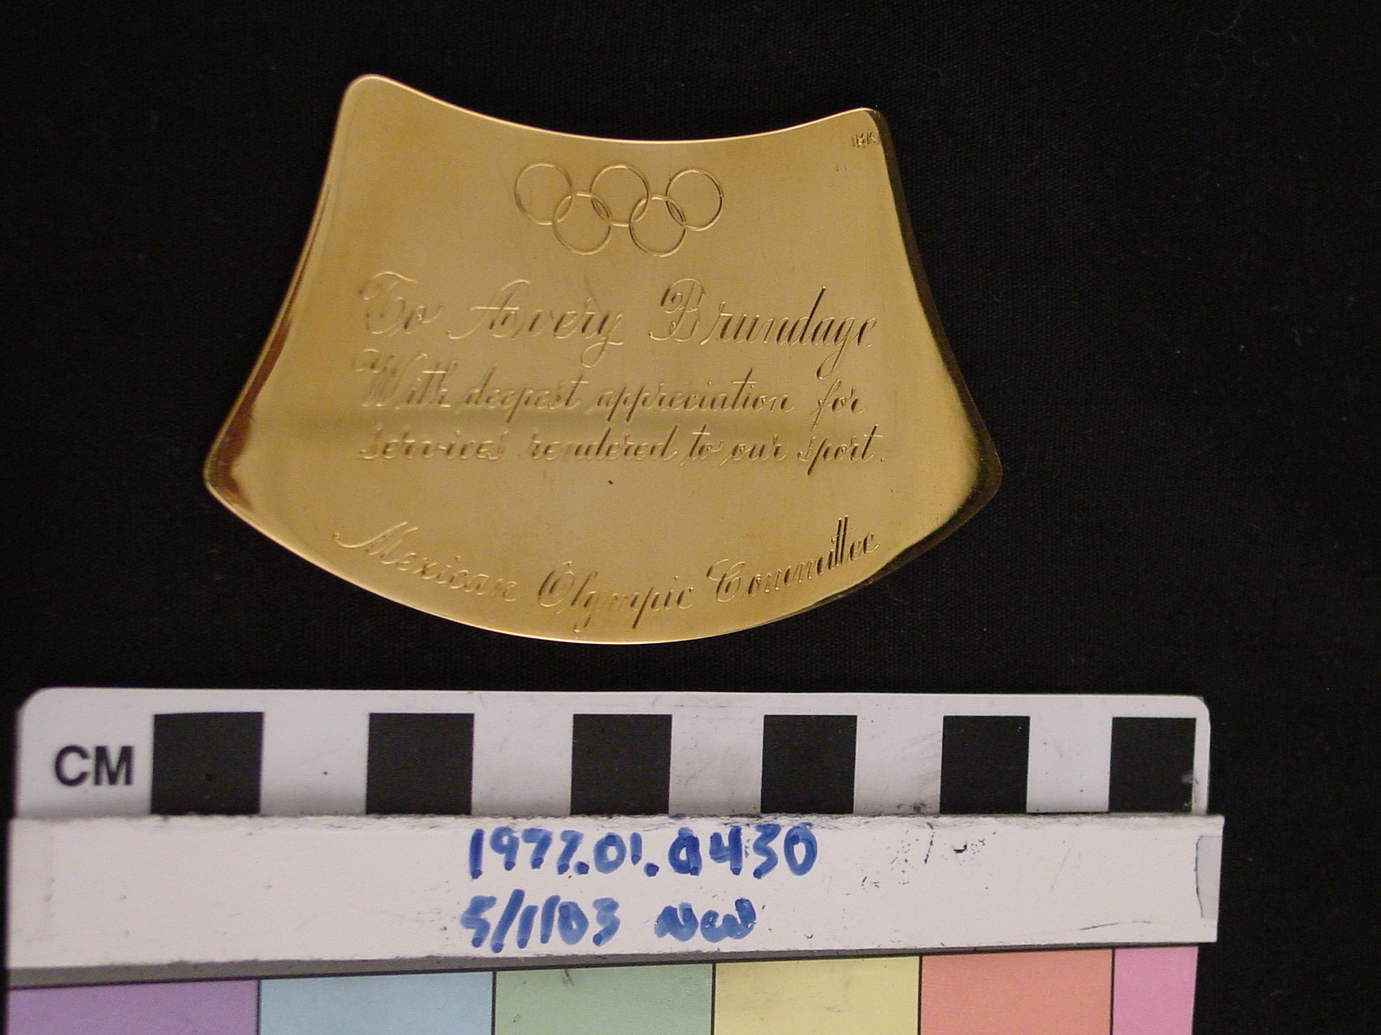 To Avery Brundage
With deepest appreciation for
services rendered to our sport.
Mexican Olympic Committee
CM
1977.01.0430
5/1/03 NCW